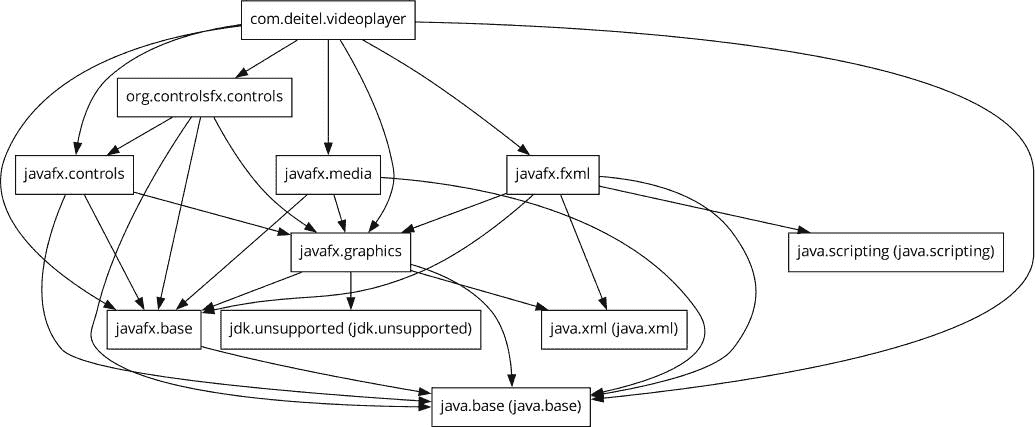 com.deitel.videoplayer
org.controlsfx.controls
javafx.controls
javafx.media
javafx.fxml
javafx.graphics
java.scripting (java.scripting)
javafx.base
jdk.unsupported (jdk.unsupported)
java.xml (java.xml)
java.base (java.base)